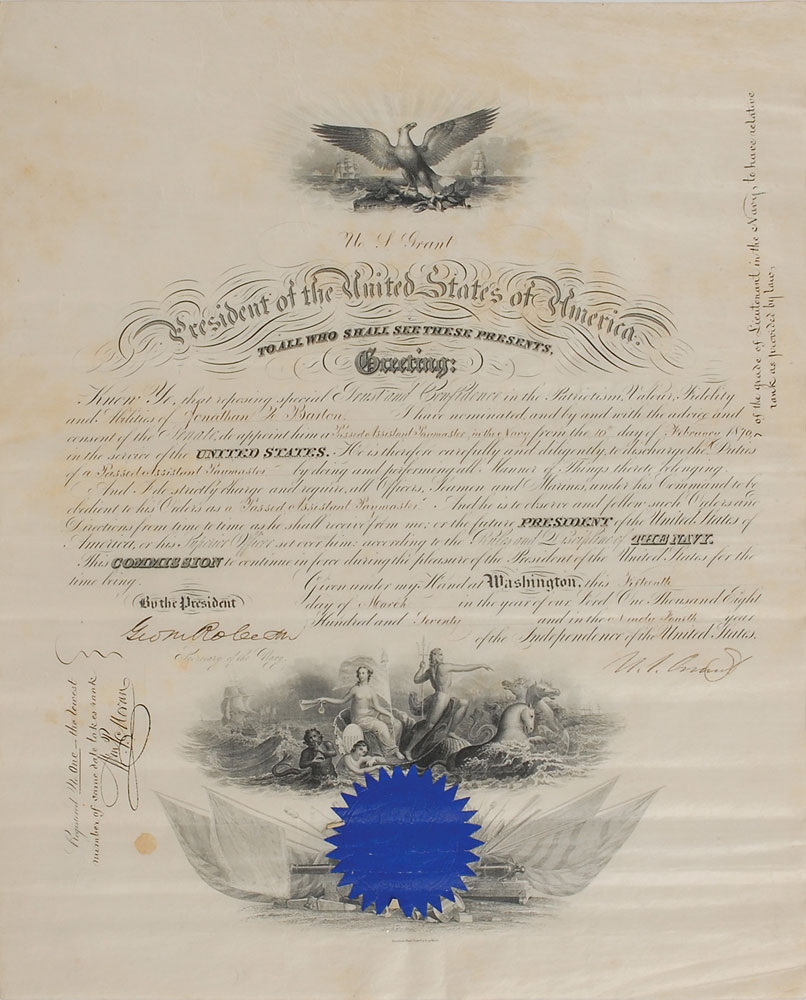 U. S. Grant
President of the United States of America.
TO ALL WHO SHALL SEE THESE PRESENTS,
Greeting:
Know Ye, that reposing special Trust and Confidence in the Patriotism, Valour, Fidelity
and Abilities of Jonathan Q. Barton I have nominated, and by and with the advice and
consent of the Senate, do appoint him a Passed Assistant Paymaster, in the Navy from the 10th day of February 1870,
in the service of the UNITED STATES. He is therefore carefully and diligently, to discharge the Duties
of a Passed Assistant Paymaster by doing and performing all Manner of Things thereto belonging.
And I do strictly charge and require, all Officers, Seamen and Marines, under his Command to be
obedient to his Orders as a Passed Assistant Paymaster. And he is to observe and follow such Orders and
Directions from time to time as he shall receive from me; or the future PRESIDENT of the United States of
America, or his Superior Officer set over him; according to the Rules and Discipline of THE NAVY.
This COMMISSION to continue in force during the pleasure of the President of the United States for the
time being.
Given under my Hand at Washington, this Fifteenth
day of March in the year of our Lord One Thousand Eight
Hundred and Seventy and in the Ninety Fourth year
of the Independence of the United States.
By the President
Geo M Robeson
Secretary of the Navy
U. S. Grant
of the grade of Lieutenant in the Navy, to have relative
rank as provided by law,
Registered No. One - the lowest
number of same date takes rank